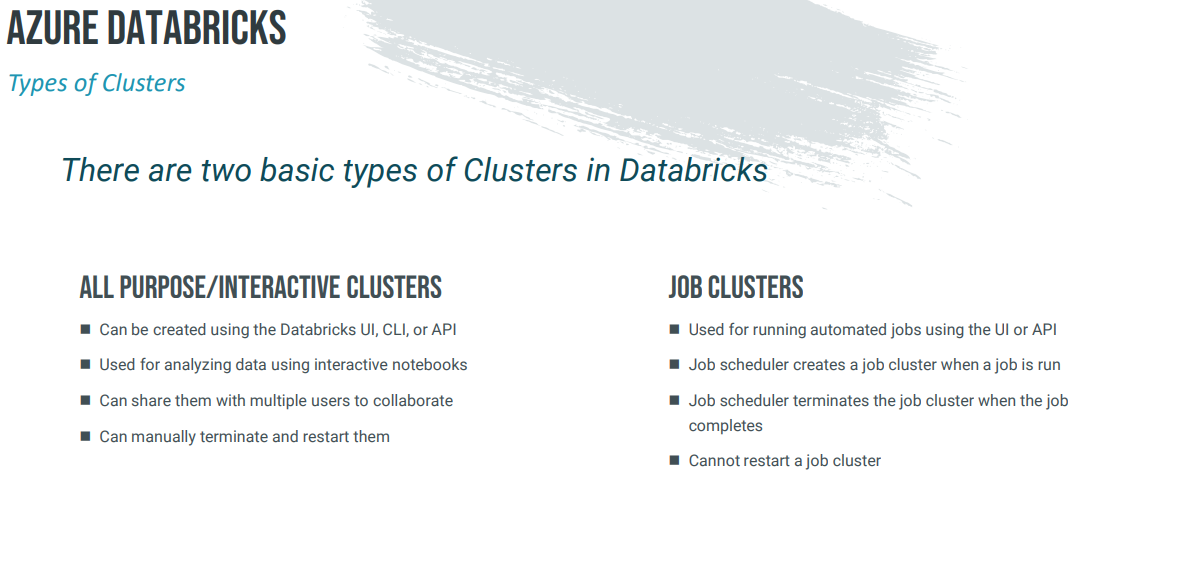 AZURE DATABRICKS
Types of Clusters
There are two basic types of Clusters in Databricks
ALL PURPOSE/INTERACTIVE CLUSTERS
■ Can be created using the Databricks UI, CLI, or API
■ Used for analyzing data using interactive notebooks
■ Can share them with multiple users to collaborate
■ Can manually terminate and restart them
JOB CLUSTERS
■ Used for running automated jobs using the UI or API
■ Job scheduler creates a job cluster when a job is run
■ Job scheduler terminates the job cluster when the job
completes
■ Cannot restart a job cluster